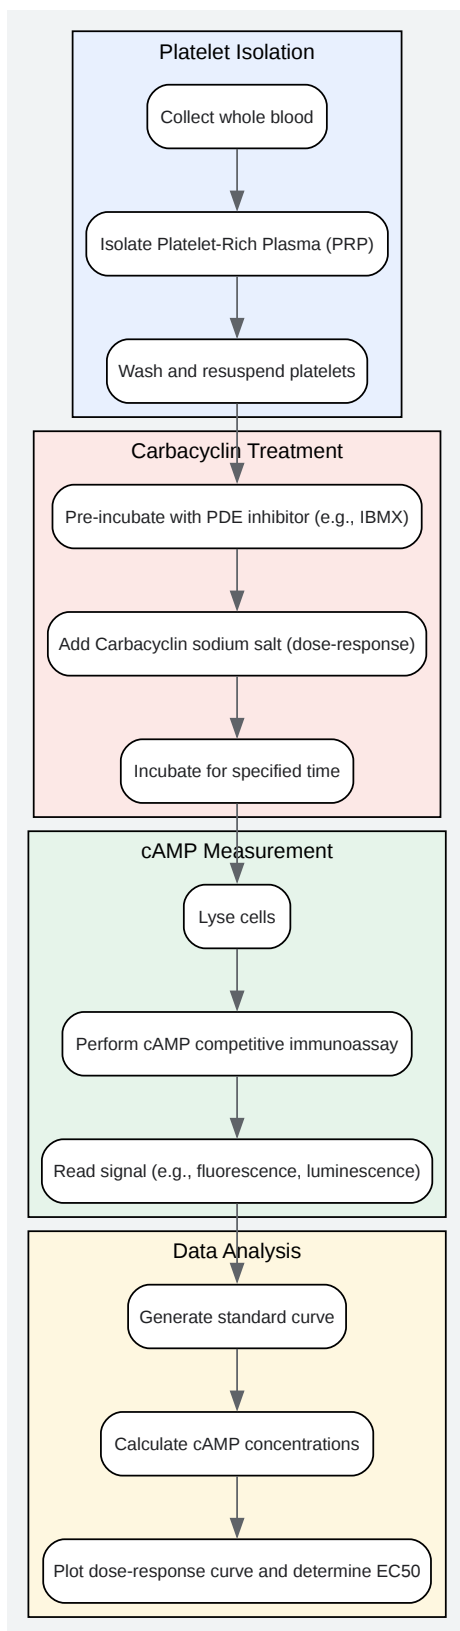 Platelet Isolation
Collect whole blood
Isolate Platelet-Rich Plasma (PRP)
Wash and resuspend platelets
Carbacyclin Treatment
Pre-incubate with PDE inhibitor (e.g., IBMX)
Add Carbacyclin sodium salt (dose-response)
Incubate for specified time
cAMP Measurement
Lyse cells
Perform cAMP competitive immunoassay
Read signal (e.g., fluorescence, luminescence)
Data Analysis
Generate standard curve
Calculate cAMP concentrations
Plot dose-response curve and determine EC50